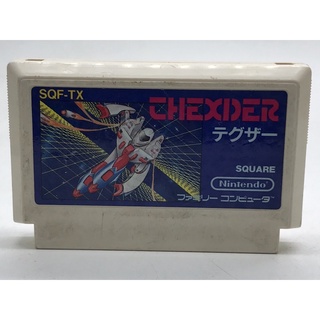 SQF-TX
THEXDER
テグザー
SQUARE
Nintendo
ファミリー コンピュータ